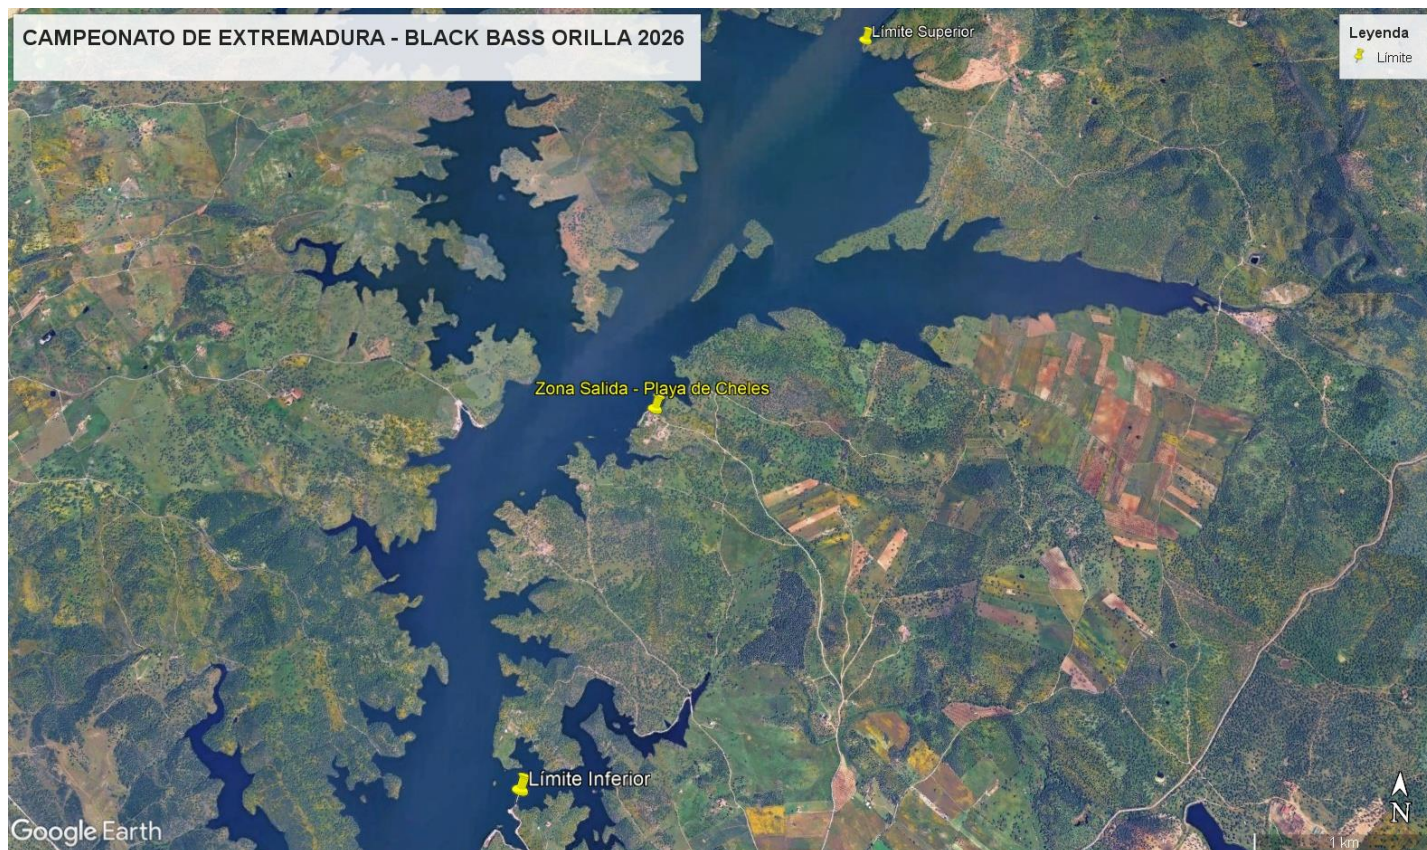 CAMPEONATO DE EXTREMADURA - BLACK BASS ORILLA 2026
Límite Superior
Leyenda
Límite
Zona Salida - Playa de Cheles
Límite Inferior
N
Google Earth
1 km